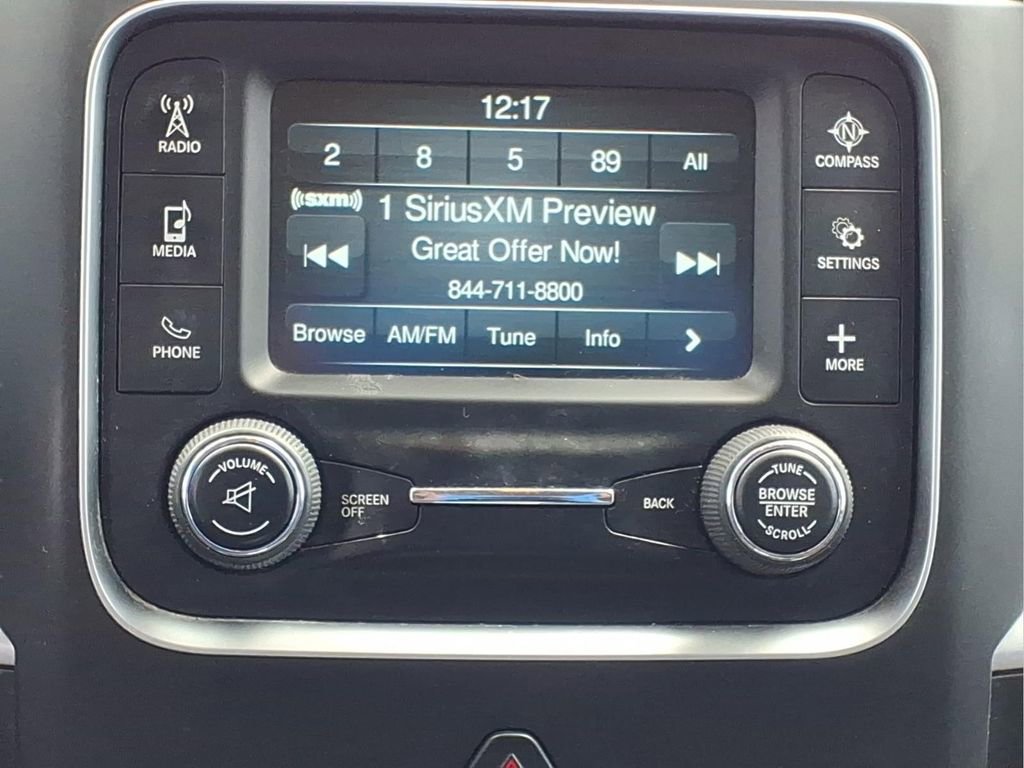 RADIO
MEDIA
PHONE
12:17
2 8 5 89 All
((sxm)) 1 SiriusXM Preview
Great Offer Now!
844-711-8800
Browse AM/FM Tune Info
N
COMPASS
SETTINGS
MORE
VOLUME
SCREEN
OFF
BACK
TUNE
BROWSE
ENTER
SCROLL